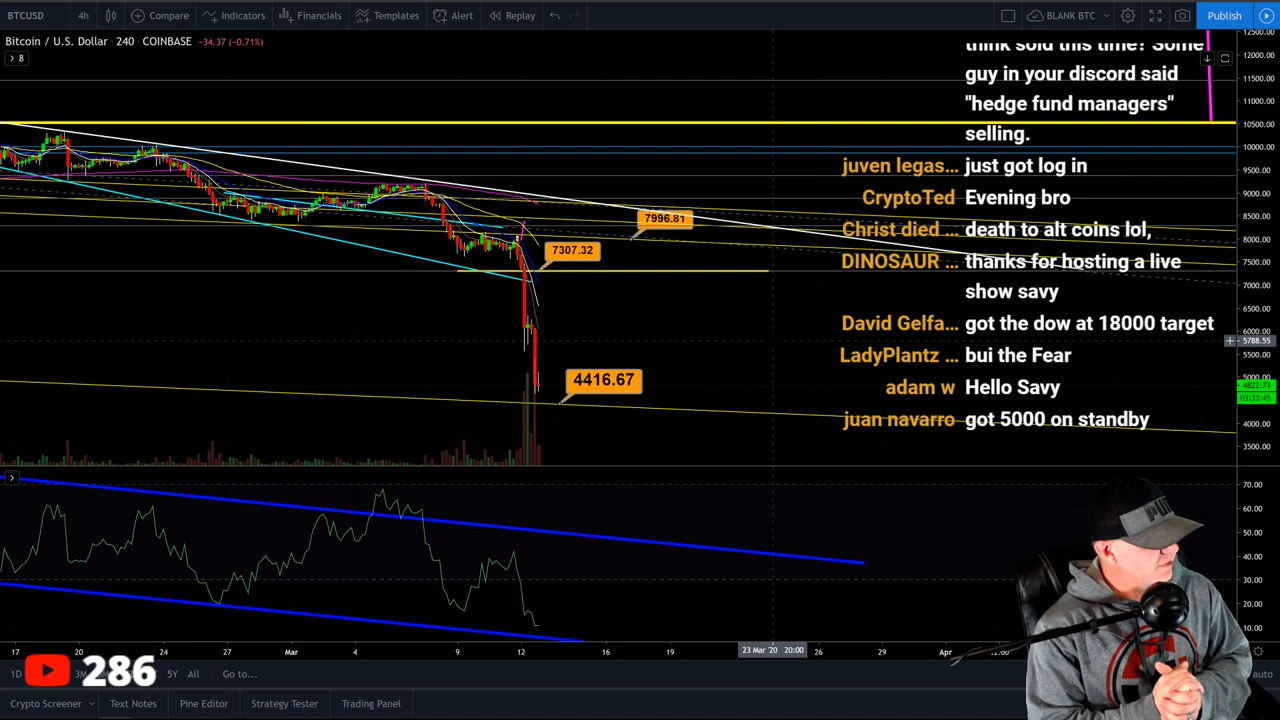 BTCUSD 4h Compare Indicators Financials Templates Alert Replay BLANK BTC Publish
Bitcoin / U.S. Dollar · 240 · COINBASE −34.37 (−0.71%)
8
think sold this time? Some
guy in your discord said
"hedge fund managers"
selling.
juven legas… just got log in
CryptoTed Evening bro
Christ died … death to alt coins lol,
DINOSAUR … thanks for hosting a live
show savy
David Gelfa… got the dow at 18000 target
LadyPlantz … bui the Fear
adam w Hello Savy
juan navarro got 5000 on standby
7996.81
7307.32
4416.67
12500.00
12000.00
11500.00
11000.00
10500.00
10000.00
9500.00
9000.00
8500.00
8000.00
7500.00
7000.00
6000.00
5788.55
5500.00
5000.00
4822.73
03:33:45
4000.00
3500.00
70.00
60.00
50.00
40.00
30.00
20.00
10.00
17 20 24 27 Mar 4 9 12 16 19 23 Mar '20 20:00 26 29 Apr
1D 3M 5Y All Go to... auto
286
Crypto Screener Text Notes Pine Editor Strategy Tester Trading Panel